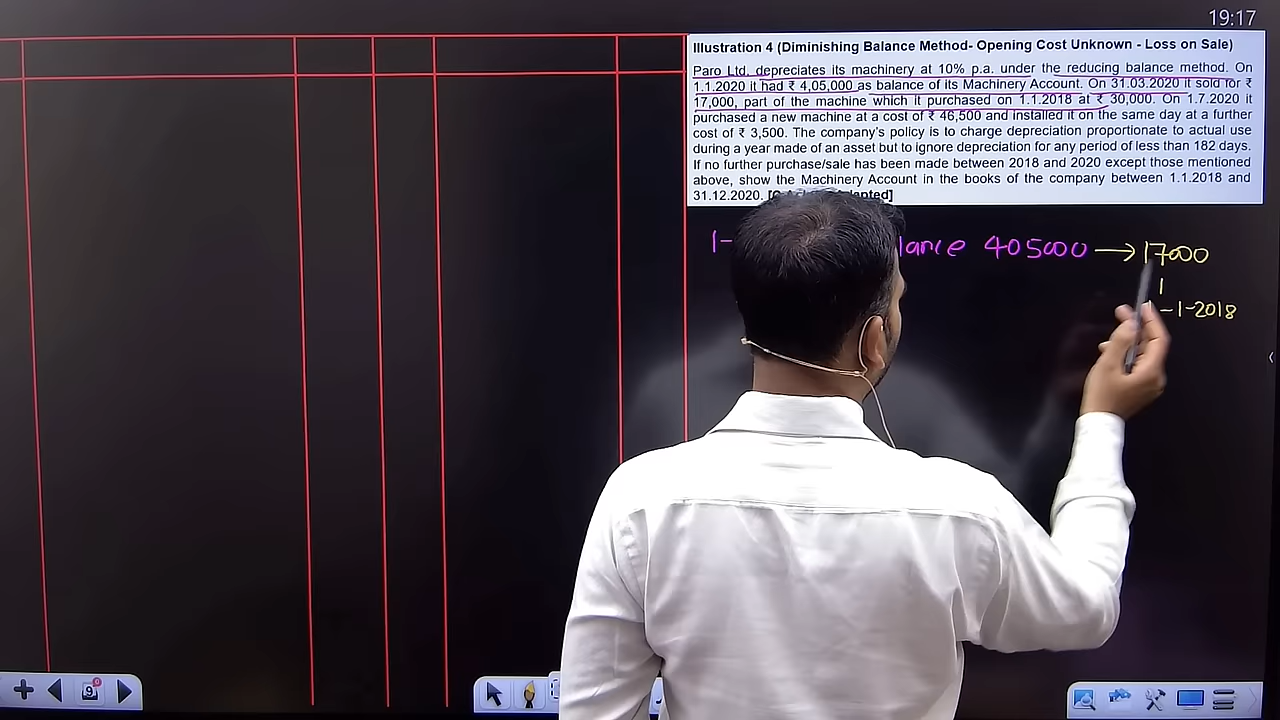 19:17
Illustration 4 (Diminishing Balance Method- Opening Cost Unknown - Loss on Sale)
Paro Ltd. depreciates its machinery at 10% p.a. under the reducing balance method. On
1.1.2020 it had ₹ 4,05,000 as balance of its Machinery Account. On 31.03.2020 it sold for ₹
17,000, part of the machine which it purchased on 1.1.2018 at ₹ 30,000. On 1.7.2020 it
purchased a new machine at a cost of ₹ 46,500 and installed it on the same day at a further
cost of ₹ 3,500. The company's policy is to charge depreciation proportionate to actual use
during a year made of an asset but to ignore depreciation for any period of less than 182 days.
If no further purchase/sale has been made between 2018 and 2020 except those mentioned
above, show the Machinery Account in the books of the company between 1.1.2018 and
31.12.2020.
1- 405000 → 17000
-1-2018
9